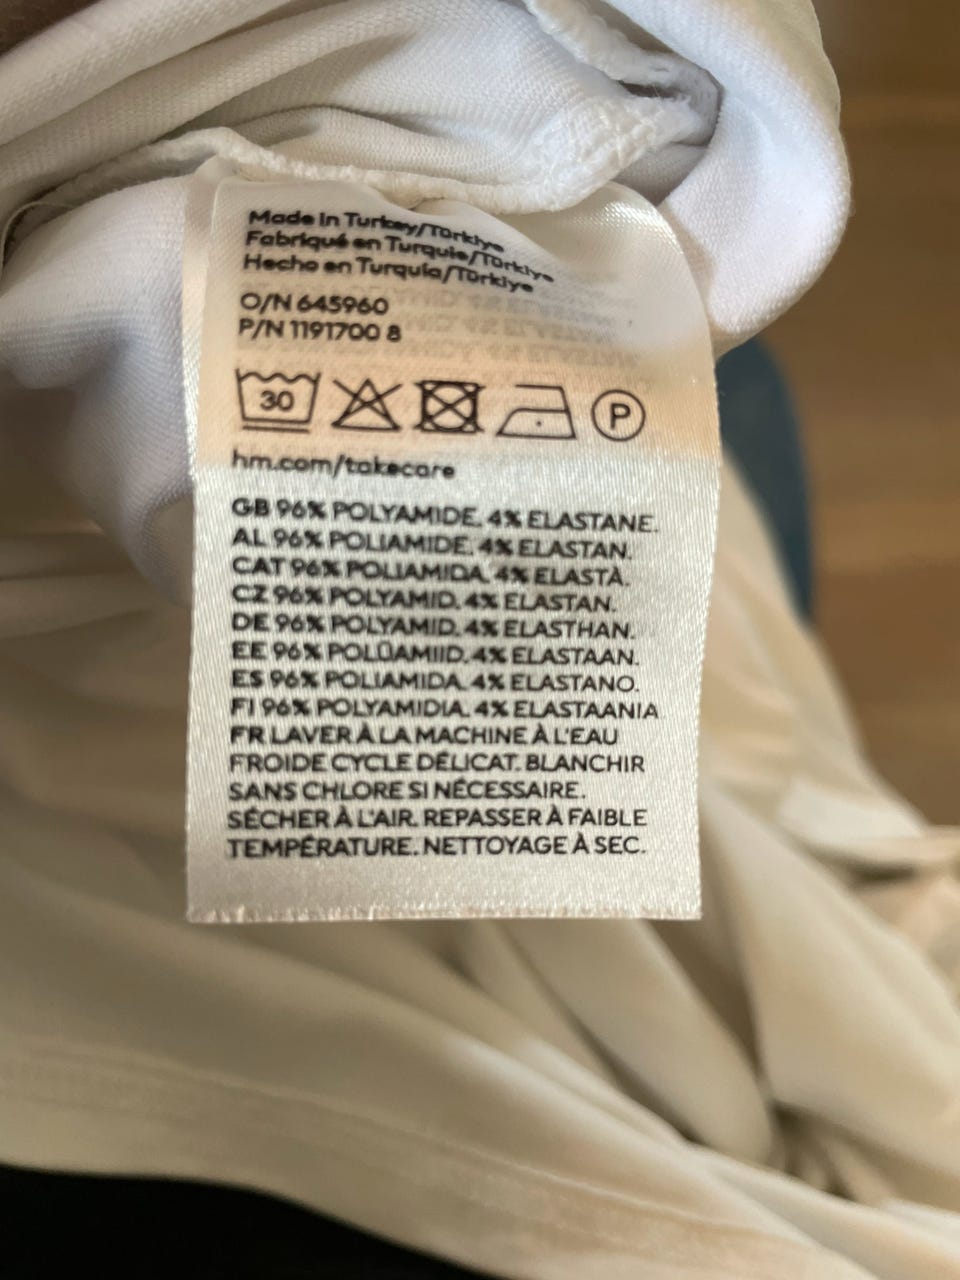 Made in Turkey/Türkiye
Fabriqué en Turquie/Türkiye
Hecho en Turquía/Türkiye
O/N 645960
P/N 1191700 8
30
P
hm.com/takecare
GB 96% POLYAMIDE, 4% ELASTANE.
AL 96% POLIAMIDE, 4% ELASTAN.
CAT 96% POLIAMIDA, 4% ELASTÀ.
CZ 96% POLYAMID, 4% ELASTAN.
DE 96% POLYAMID, 4% ELASTHAN.
EE 96% POLÜAMIID, 4% ELASTAAN.
ES 96% POLIAMIDA, 4% ELASTANO.
FI 96% POLYAMIDIA, 4% ELASTAANIA
FR LAVER À LA MACHINE À L'EAU
FROIDE CYCLE DÉLICAT. BLANCHIR
SANS CHLORE SI NÉCESSAIRE.
SÉCHER À L'AIR. REPASSER À FAIBLE
TEMPÉRATURE. NETTOYAGE À SEC.